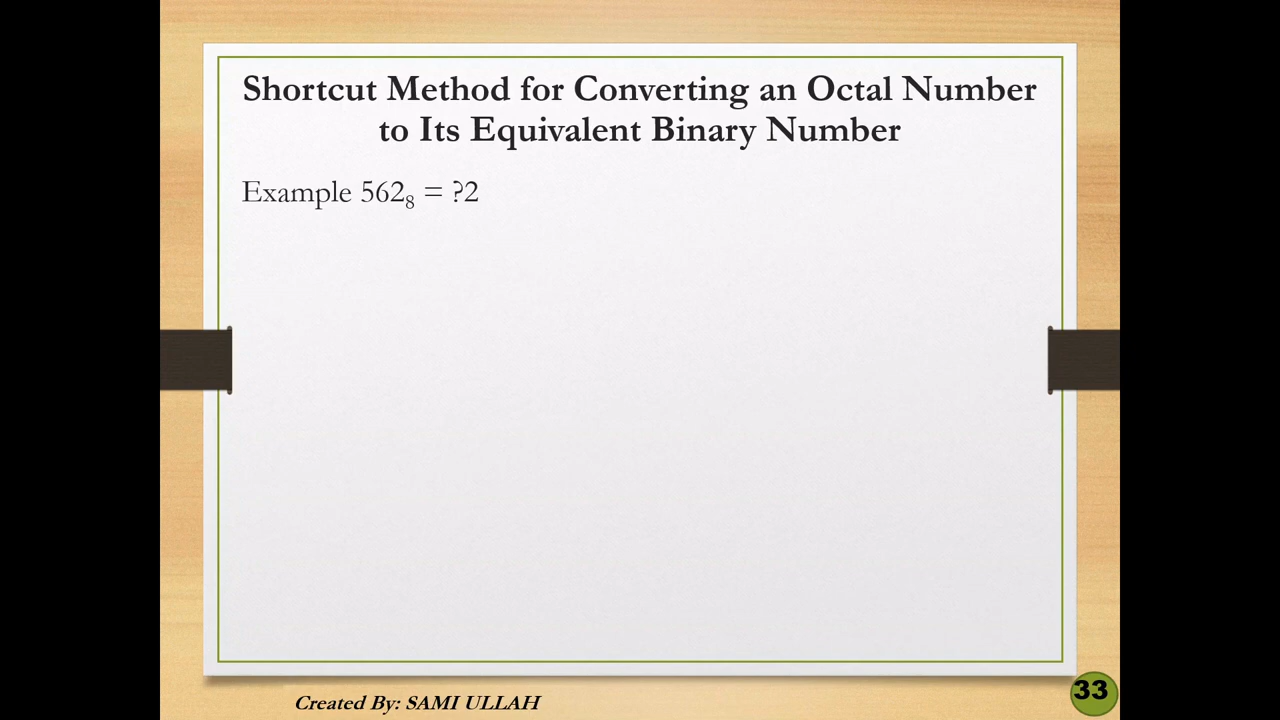 Shortcut Method for Converting an Octal Number
to Its Equivalent Binary Number
Example 562₈ = ?2
Created By: SAMI ULLAH
33